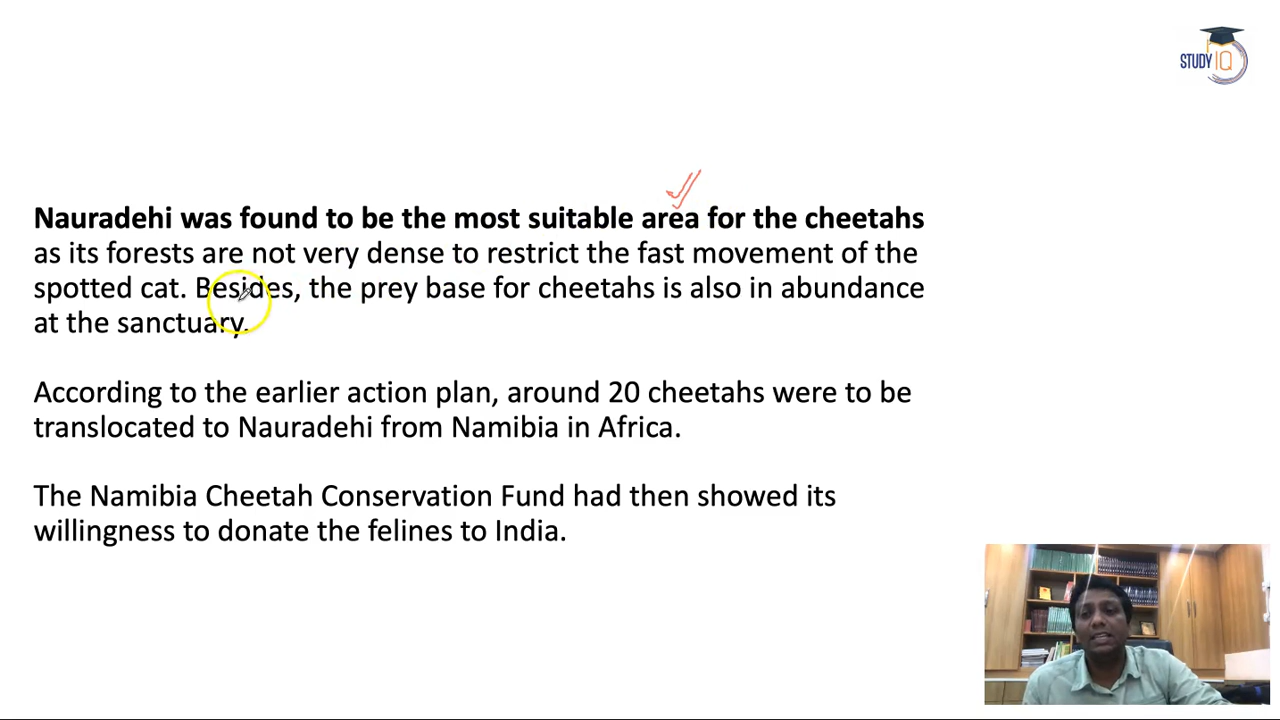 STUDY IQ
Nauradehi was found to be the most suitable area for the cheetahs
as its forests are not very dense to restrict the fast movement of the
spotted cat. Besides, the prey base for cheetahs is also in abundance
at the sanctuary.
According to the earlier action plan, around 20 cheetahs were to be
translocated to Nauradehi from Namibia in Africa.
The Namibia Cheetah Conservation Fund had then showed its
willingness to donate the felines to India.